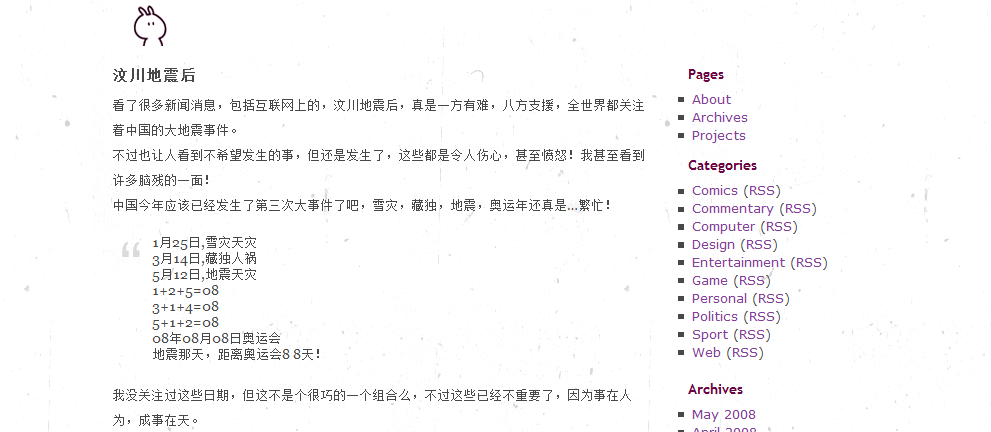 汶川地震后
看了很多新闻消息，包括互联网上的，汶川地震后，真是一方有难，八方支援，全世界都关注
着中国的大地震事件。
不过也让人看到不希望发生的事，但还是发生了，这些都是令人伤心，甚至愤怒！我甚至看到
许多脑残的一面！
中国今年应该已经发生了第三次大事件了吧，雪灾，藏独，地震，奥运年还真是...繁忙！
“
1月25日,雪灾天灾
3月14日,藏独人祸
5月12日,地震天灾
1+2+5=08
3+1+4=08
5+1+2=08
08年08月08日奥运会
地震那天，距离奥运会8 8天！
我没关注过这些日期，但这不是个很巧的一个组合么，不过这些已经不重要了，因为事在人
为，成事在天。
Pages
About
Archives
Projects
Categories
Comics (RSS)
Commentary (RSS)
Computer (RSS)
Design (RSS)
Entertainment (RSS)
Game (RSS)
Personal (RSS)
Politics (RSS)
Sport (RSS)
Web (RSS)
Archives
May 2008
April 2008